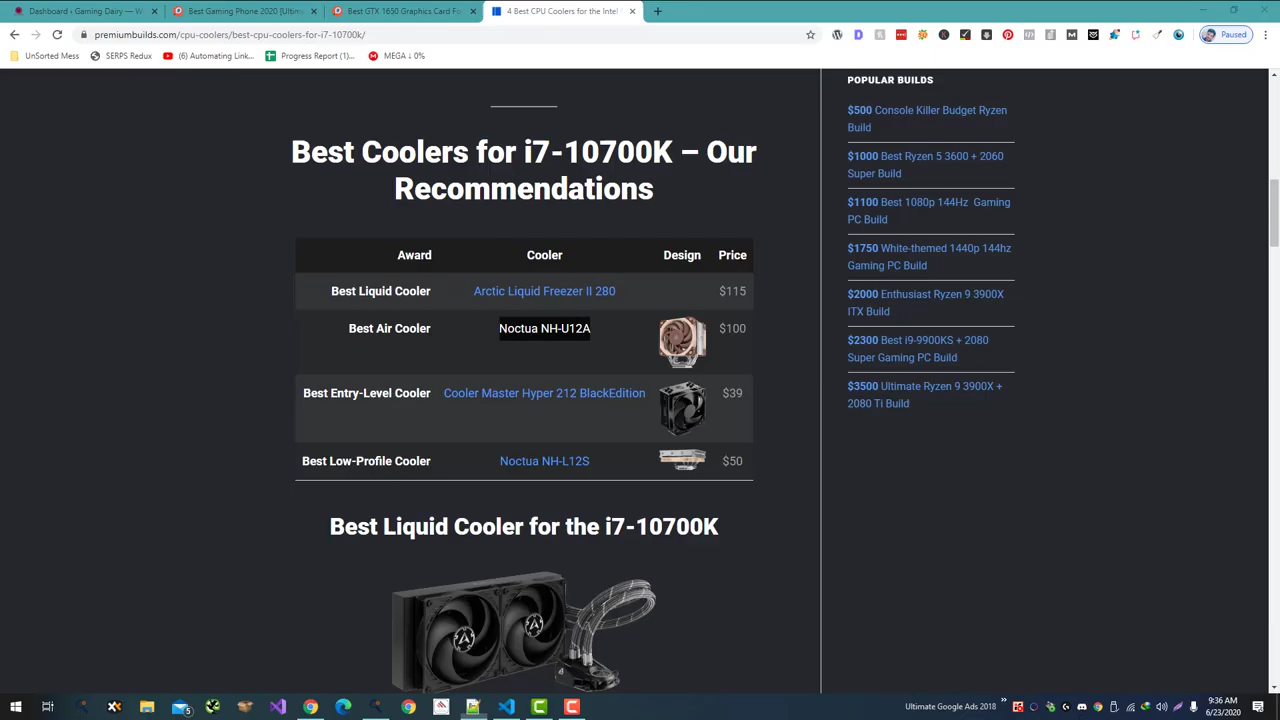 Dashboard ‹ Gaming Dairy — W
Best Gaming Phone 2020 [Ultim
Best GTX 1650 Graphics Card Fo
4 Best CPU Coolers for the Intel
premiumbuilds.com/cpu-coolers/best-cpu-coolers-for-i7-10700k/
Paused
UnSorted Mess
SERPS Redux
(6) Automating Link...
Progress Report (1)...
MEGA ↓ 0%
Best Coolers for i7-10700K – Our
Recommendations
Award Cooler Design Price
Best Liquid Cooler Arctic Liquid Freezer II 280 $115
Best Air Cooler Noctua NH-U12A $100
Best Entry-Level Cooler Cooler Master Hyper 212 BlackEdition $39
Best Low-Profile Cooler Noctua NH-L12S $50
Best Liquid Cooler for the i7-10700K
POPULAR BUILDS
$500 Console Killer Budget Ryzen
Build
$1000 Best Ryzen 5 3600 + 2060
Super Build
$1100 Best 1080p 144Hz Gaming
PC Build
$1750 White-themed 1440p 144hz
Gaming PC Build
$2000 Enthusiast Ryzen 9 3900X
ITX Build
$2300 Best i9-9900KS + 2080
Super Gaming PC Build
$3500 Ultimate Ryzen 9 3900X +
2080 Ti Build
Ultimate Google Ads 2018
9:36 AM
6/23/2020